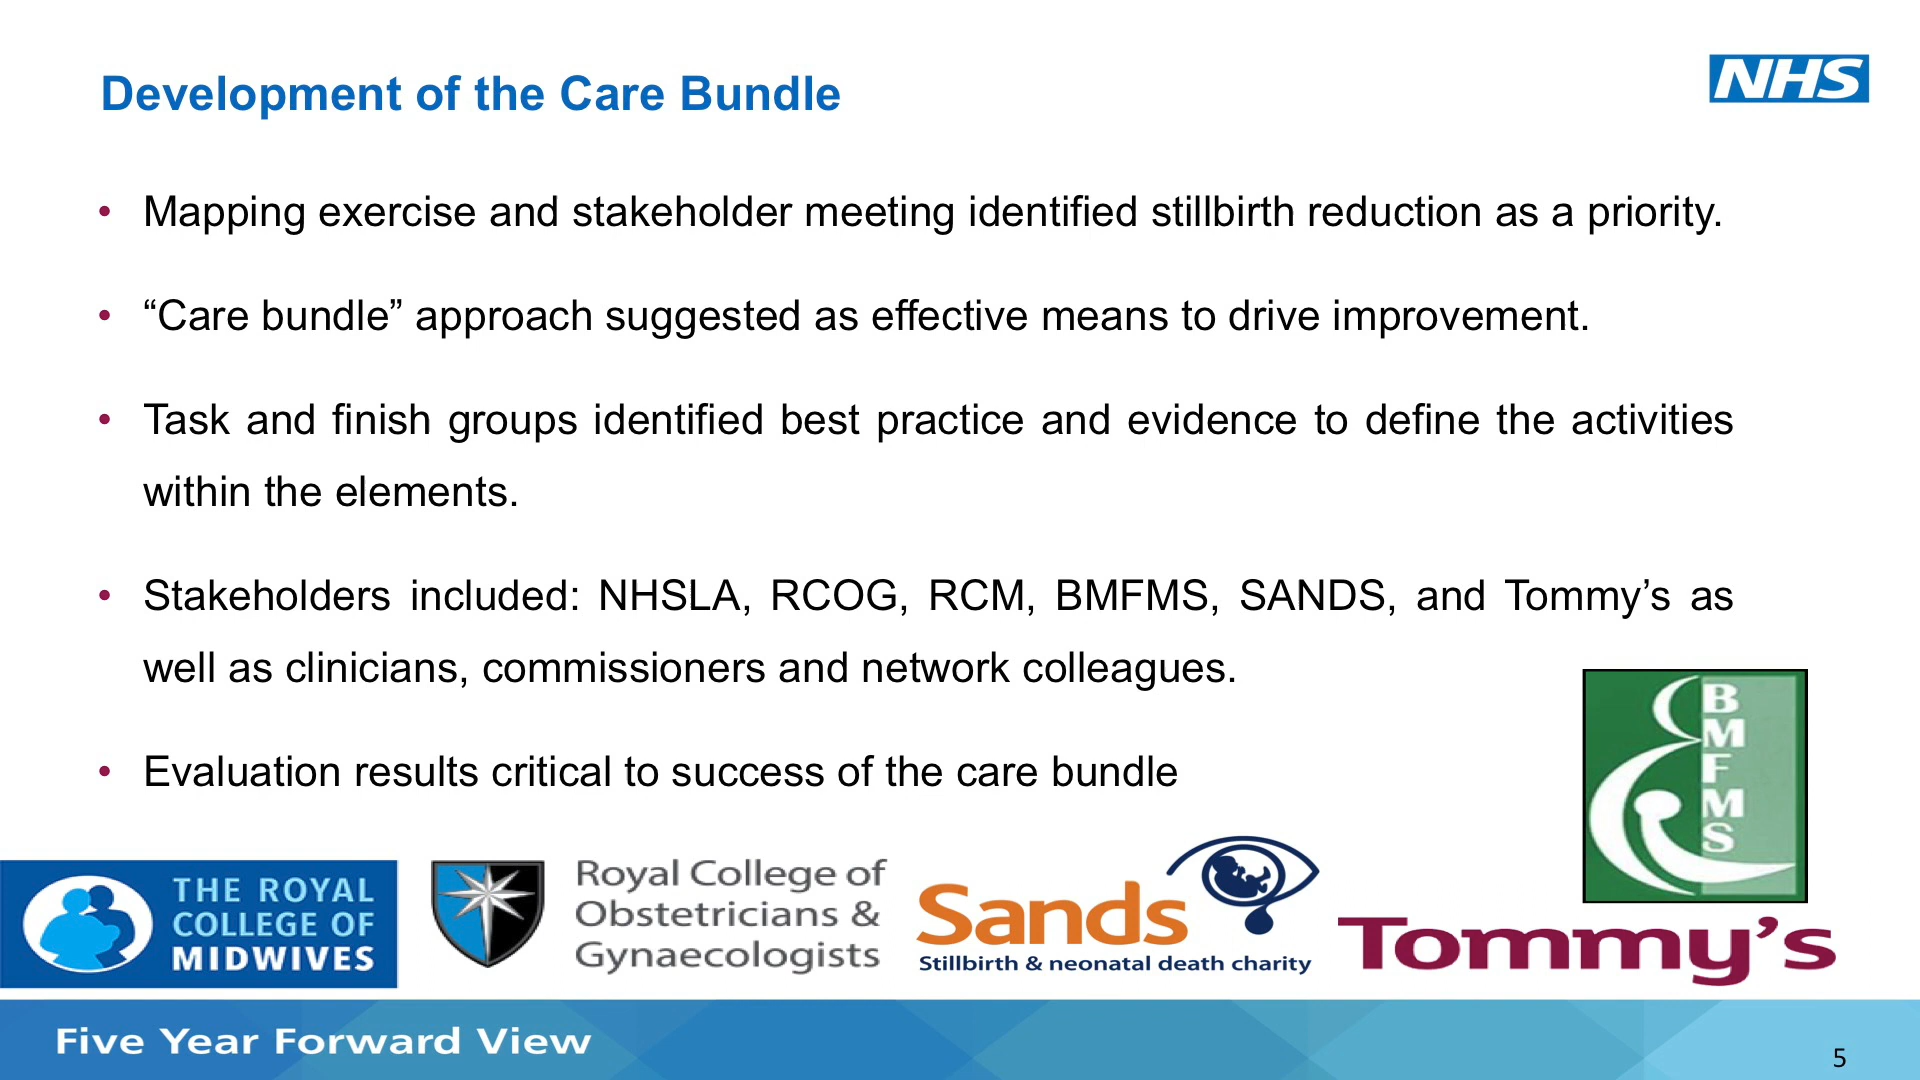 Development of the Care Bundle
NHS
• Mapping exercise and stakeholder meeting identified stillbirth reduction as a priority.
• “Care bundle” approach suggested as effective means to drive improvement.
• Task and finish groups identified best practice and evidence to define the activities
within the elements.
• Stakeholders included: NHSLA, RCOG, RCM, BMFMS, SANDS, and Tommy’s as
well as clinicians, commissioners and network colleagues.
• Evaluation results critical to success of the care bundle
BMFMS
THE ROYAL
COLLEGE OF
MIDWIVES
Royal College of
Obstetricians &
Gynaecologists
Sands
Stillbirth & neonatal death charity
Tommy’s
Five Year Forward View
5